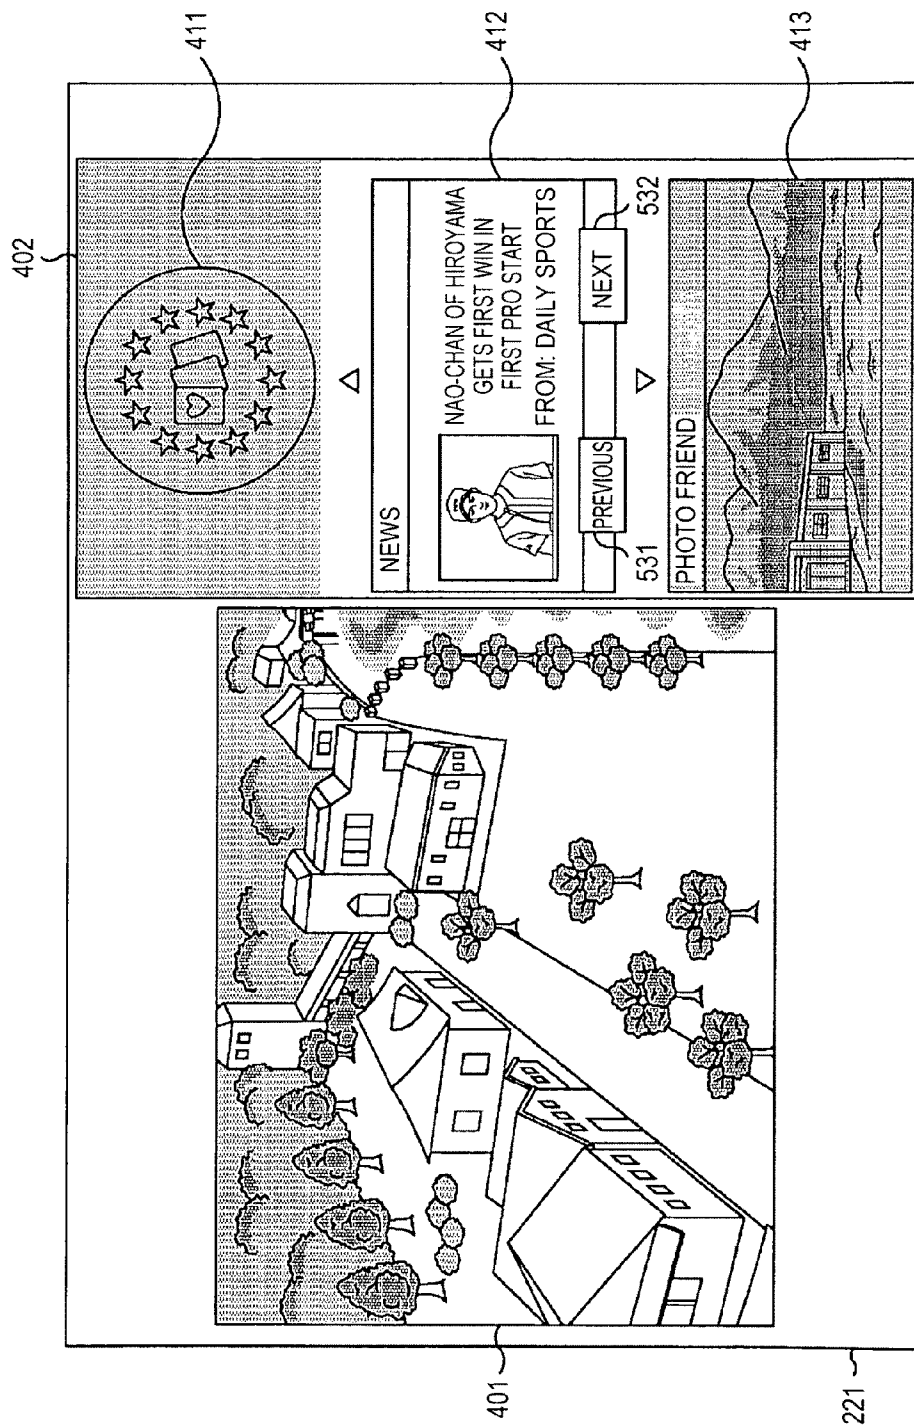 402
411
NEWS
NAO-CHAN OF HIROYAMA
GETS FIRST WIN IN
FIRST PRO START
FROM: DAILY SPORTS
412
PREVIOUS
NEXT
531
532
PHOTO FRIEND
413
401
221